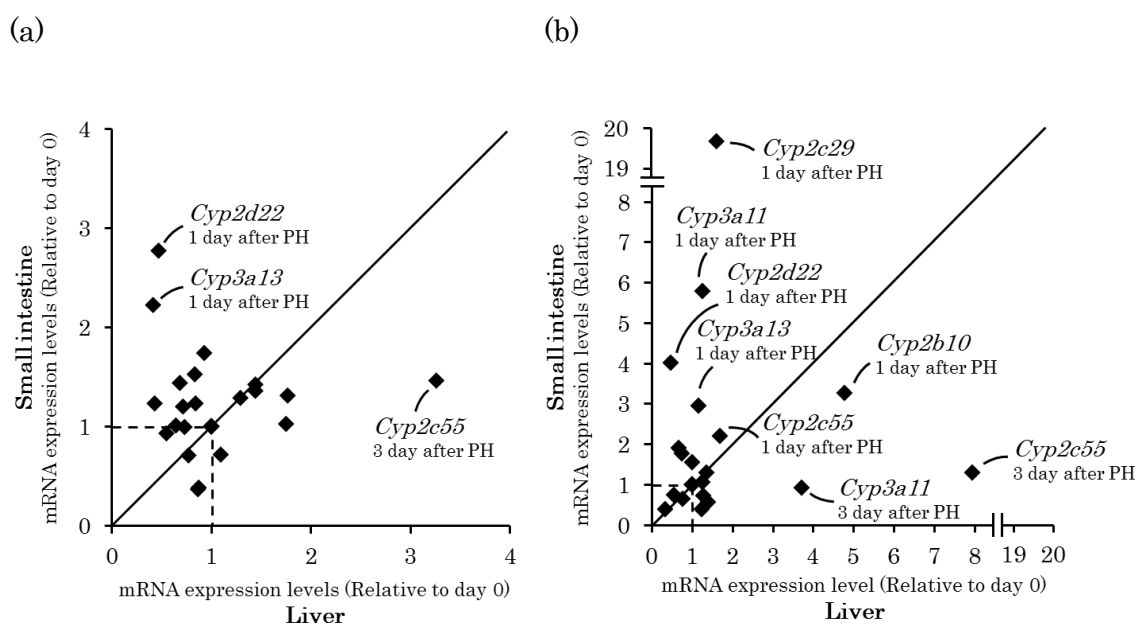 (a)
4
3
2
1
0
0
1
2
3
4
Small intestine
mRNA expression levels (Relative to day 0)
Cyp2d22
1 day after PH
Cyp3a13
1 day after PH
Cyp2c55
3 day after PH
mRNA expression levels (Relative to day 0)
Liver
(b)
20
19
8
7
6
5
4
3
2
1
0
0
1
2
3
4
5
6
7
8
19
20
Small intestine
mRNA expression levels (Relative to day 0)
Cyp2c29
1 day after PH
Cyp3a11
1 day after PH
Cyp2d22
1 day after PH
Cyp3a13
1 day after PH
Cyp2b10
1 day after PH
Cyp2c55
1 day after PH
Cyp2c55
3 day after PH
Cyp3a11
3 day after PH
mRNA expression level (Relative to day 0)
Liver